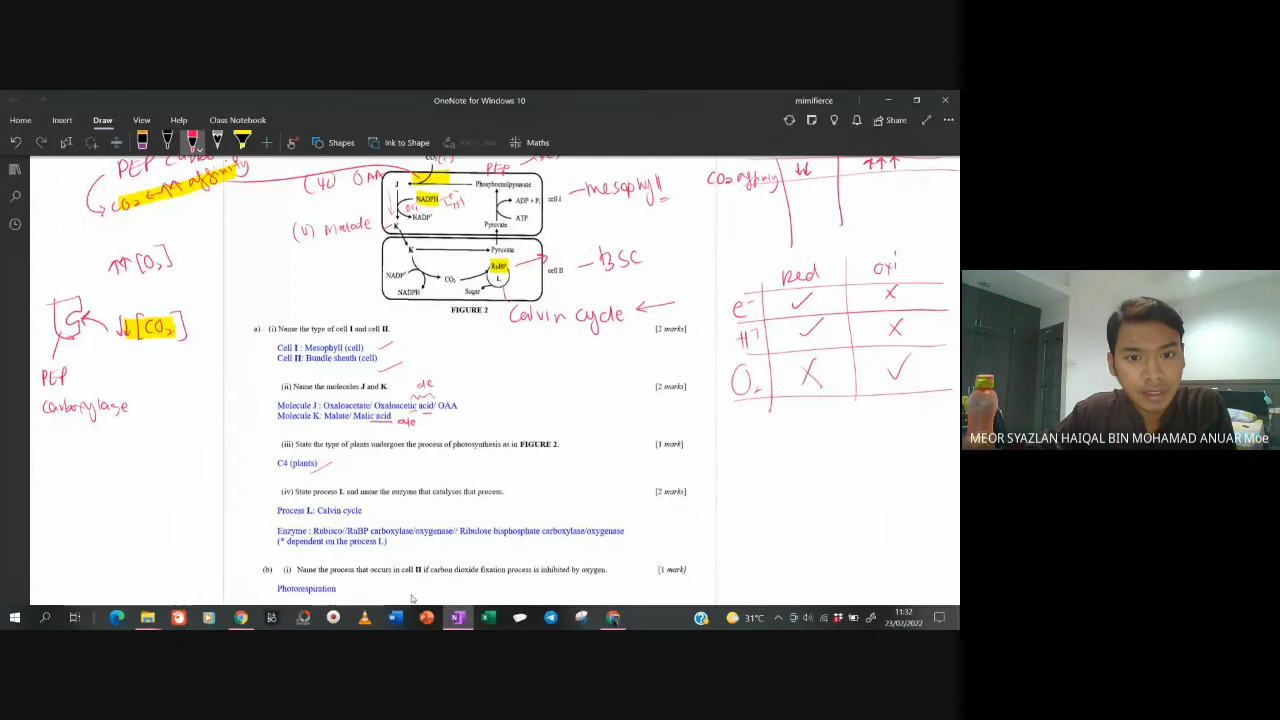 OneNote for Windows 10
mimifierce
Home Insert Draw View Help Class Notebook
Share
Shapes Ink to Shape Maths
PEP
CO2 affinity
(4C) OAA
PEP
J Phosphoenolpyruvate cell I
mesophyll
NADPH
NADP+
ADP + Pi
ATP
(4) Malate
K Pyruvate
K Pyruvate
RuBP
cell II
BSC
NADP+
CO2
L
NADPH
Sugar
FIGURE 2
Calvin cycle
CO2 affinity ↓↓ ↑↑↑
↑↑ [O2]
↓↓ [CO2]
PEP
carboxylase
Red oxi
e- ✓ X
H+ ✓ X
O2 X ✓
a) (i) Name the type of cell I and cell II. [2 marks]
Cell I : Mesophyll (cell)
Cell II: Bundle sheath (cell)
(ii) Name the molecules J and K. [2 marks]
ate
Molecule J : Oxaloacetate/ Oxaloacetic acid/ OAA
Molecule K: Malate/ Malic acid
ate
(iii) State the type of plants undergoes the process of photosynthesis as in FIGURE 2. [1 mark]
C4 (plants)
(iv) State process L and name the enzyme that catalyses that process. [2 marks]
Process L: Calvin cycle
Enzyme : Rubisco//RuBP carboxylase/oxygenase// Ribulose bisphosphate carboxylase/oxygenase
(* dependent on the process L)
(b) (i) Name the process that occurs in cell II if carbon dioxide fixation process is inhibited by oxygen. [1 mark]
Photorespiration
31°C
11:32
23/02/2022
MEOR SYAZLAN HAIQAL BIN MOHAMAD ANUAR Moe